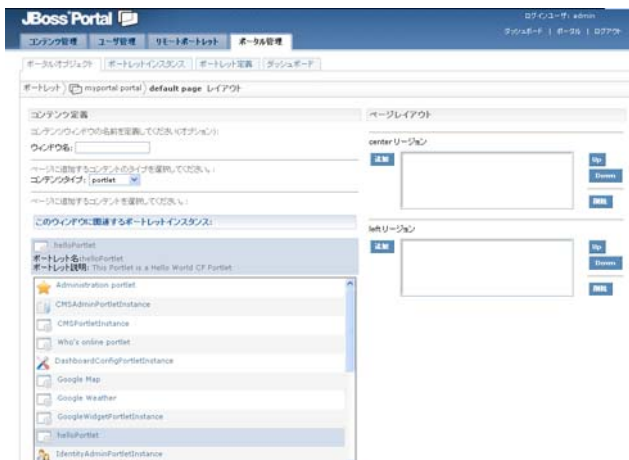 JBoss Portal
ログインユーザ: admin
ダッシュボード | ポータル | ログアウト
コンテンツ管理 ユーザ管理 リモートポートレット ポータル管理
ポータルオブジェクト ポートレットインスタンス ポートレット定義 ダッシュボード
ポートレット) myportal portal) default page レイアウト
コンテンツ定義
コンテンツウィンドウの名前を定義してください(オプション):
ウィンドウ名:
ページに追加するコンテンツのタイプを選択してください。:
コンテンツタイプ: portlet
ページに追加するコンテントを選択してください。:
このウィンドウに関連するポートレットインスタンス:
helloPortlet
ポートレット名:helloPortlet
ポートレット説明: This Portlet is a Hello World CF Portlet
Administration portlet
CMSAdminPortletInstance
CMSPortletInstance
Who's online portlet
DashboardConfigPortletInstance
Google Map
Google Weather
GoogleWidgetPortletInstance
helloPortlet
IdentityAdminPortletInstance
ページレイアウト
center リージョン
追加
Up
Down
削除
left リージョン
追加
Up
Down
削除